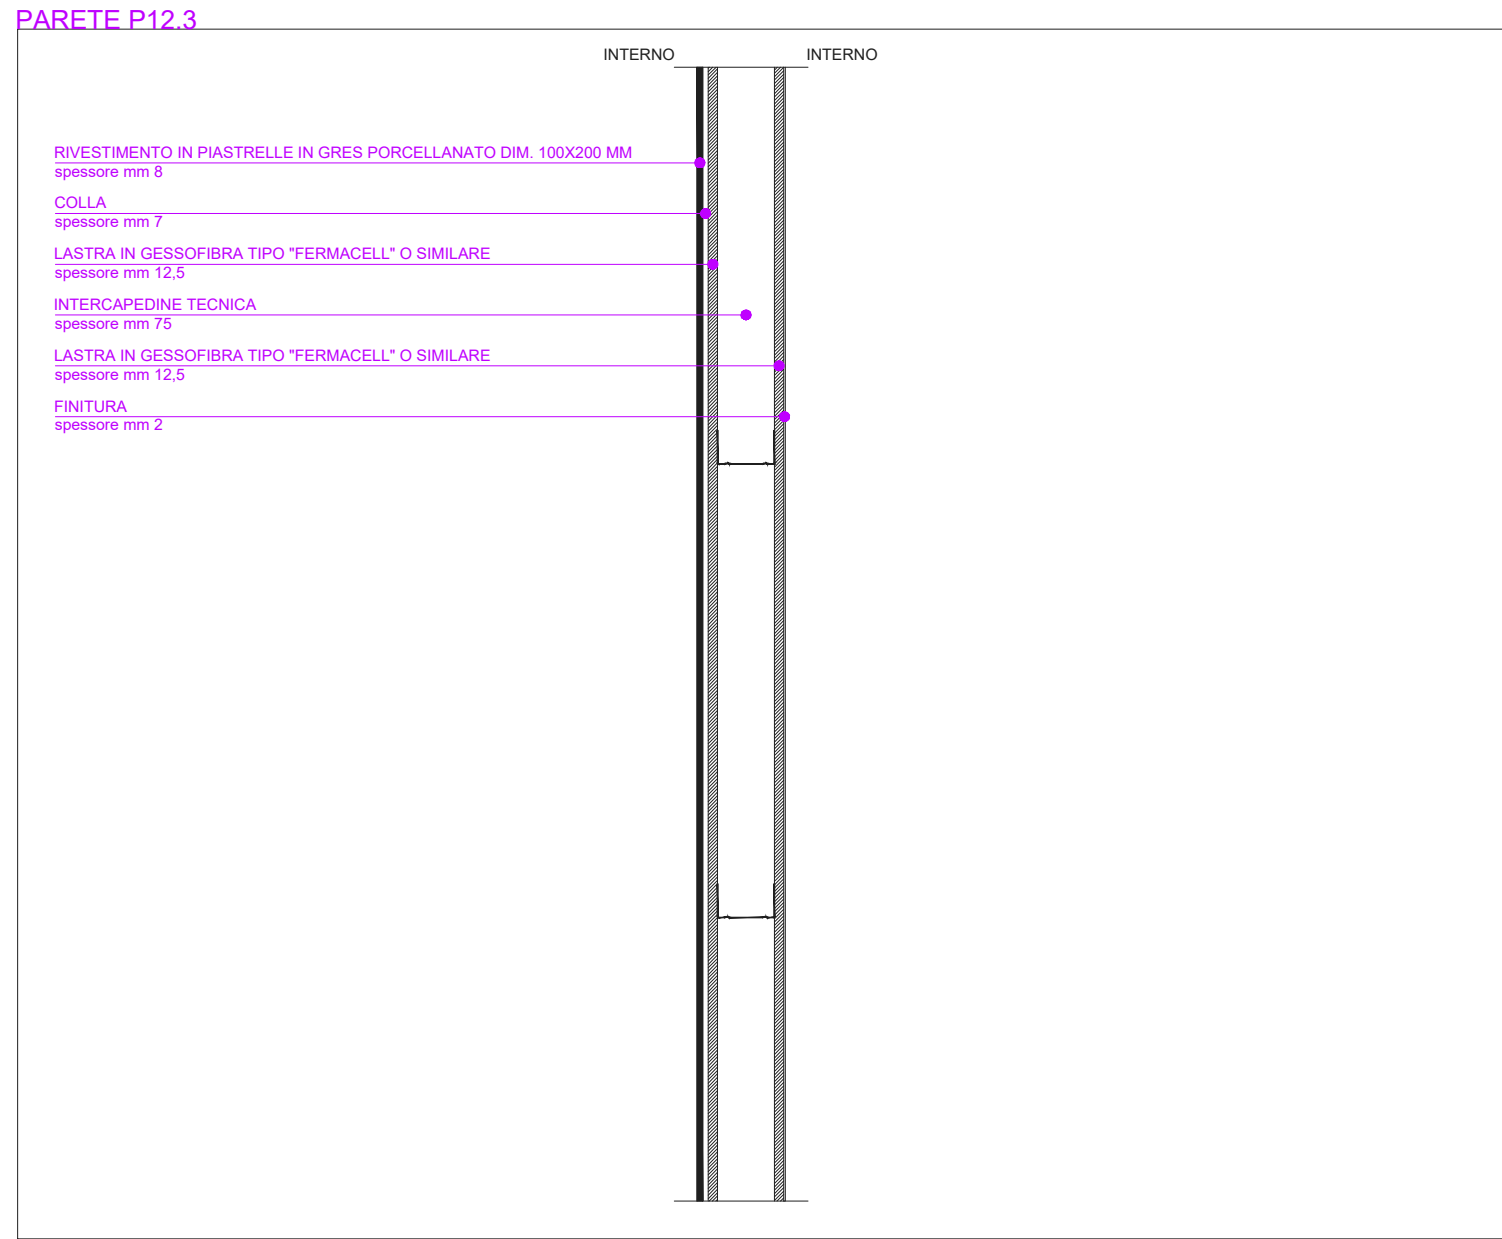 PARETE P12.3
INTERNO INTERNO
RIVESTIMENTO IN PIASTRELLE IN GRES PORCELLANATO DIM. 100X200 MM
spessore mm 8
COLLA
spessore mm 7
LASTRA IN GESSOFIBRA TIPO "FERMACELL" O SIMILARE
spessore mm 12,5
INTERCAPEDINE TECNICA
spessore mm 75
LASTRA IN GESSOFIBRA TIPO "FERMACELL" O SIMILARE
spessore mm 12,5
FINITURA
spessore mm 2